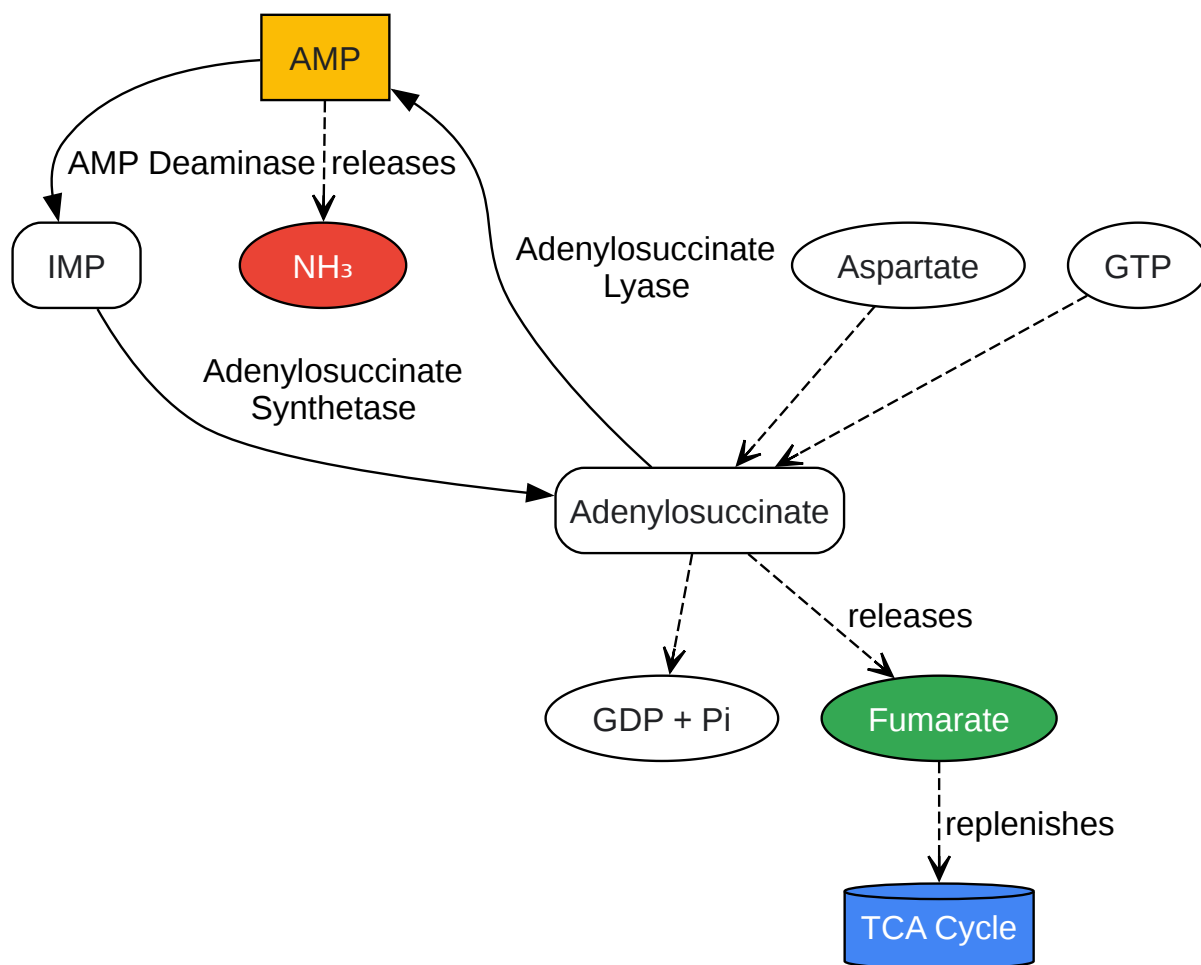 AMP
AMP Deaminase
releases
IMP
NH₃
Adenylosuccinate
Lyase
Aspartate
GTP
Adenylosuccinate
Synthetase
Adenylosuccinate
releases
GDP + Pi
Fumarate
replenishes
TCA Cycle